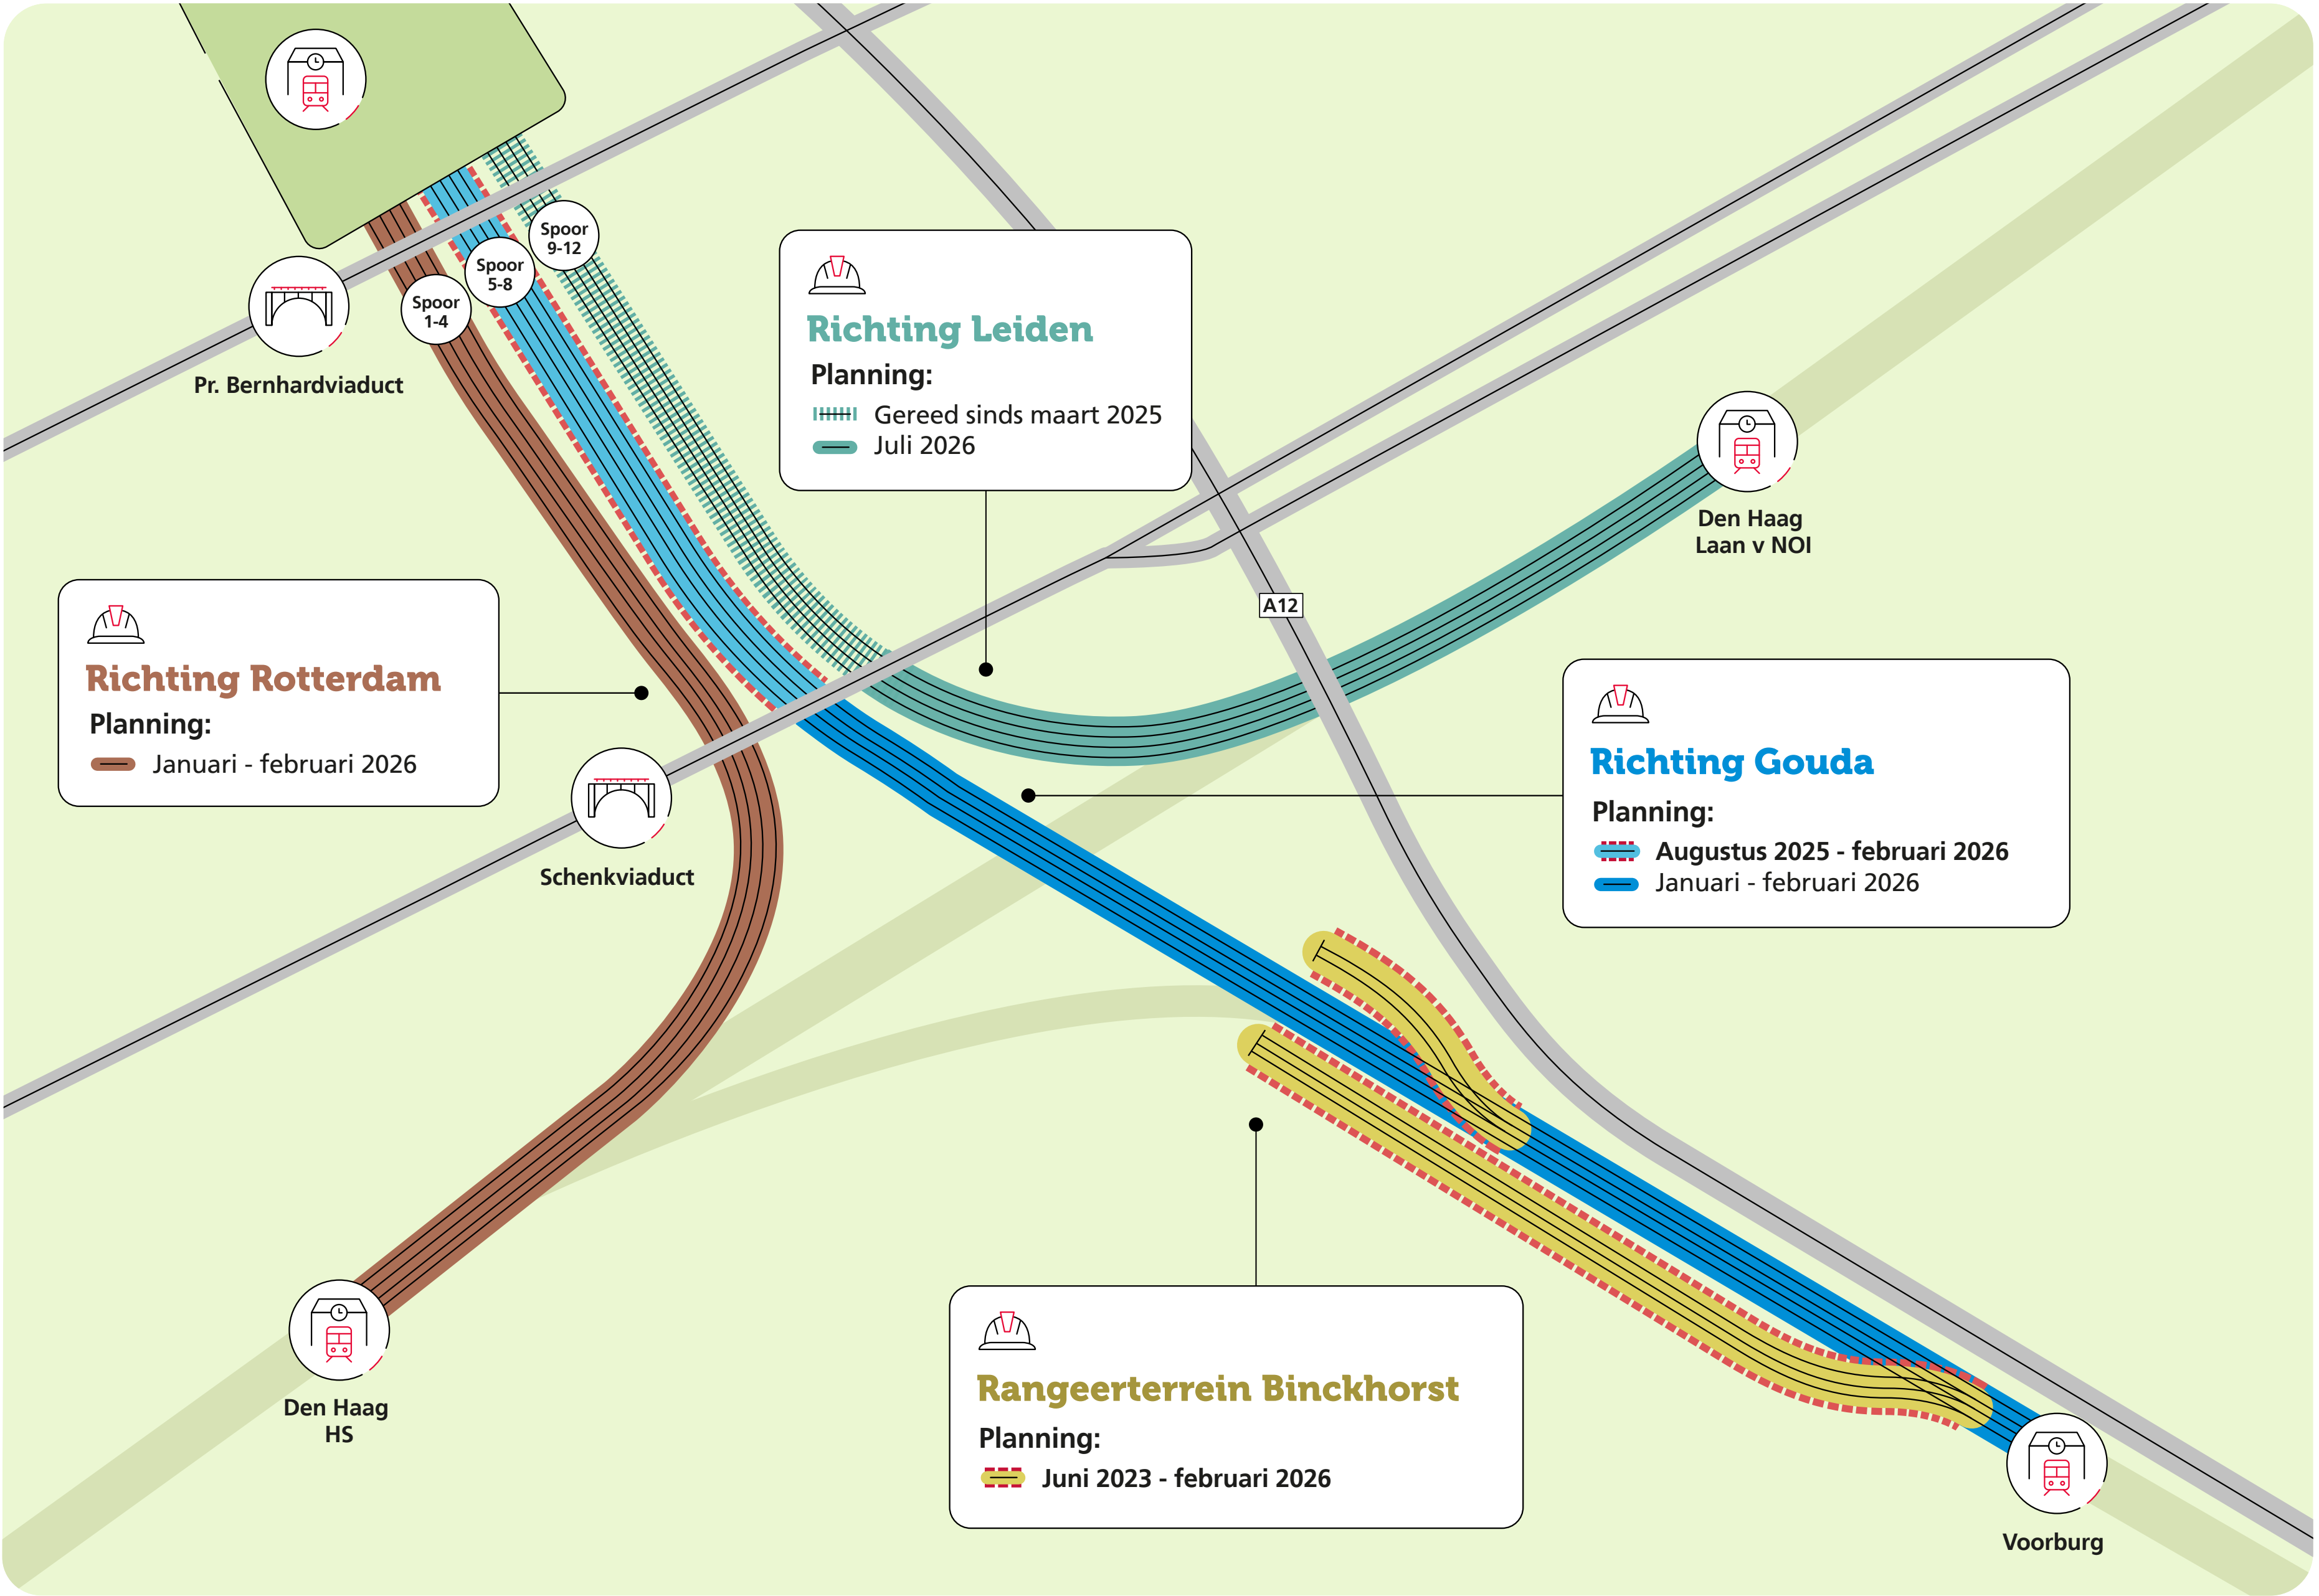 Spoor
9-12
Spoor
5-8
Spoor
1-4
Pr. Bernhardviaduct
Richting Leiden
Planning:
Gereed sinds maart 2025
Juli 2026
Den Haag
Laan v NOI
A12
Richting Rotterdam
Planning:
Januari - februari 2026
Richting Gouda
Planning:
Augustus 2025 - februari 2026
Januari - februari 2026
Schenkviaduct
Rangeerterrein Binckhorst
Planning:
Juni 2023 - februari 2026
Den Haag
HS
Voorburg